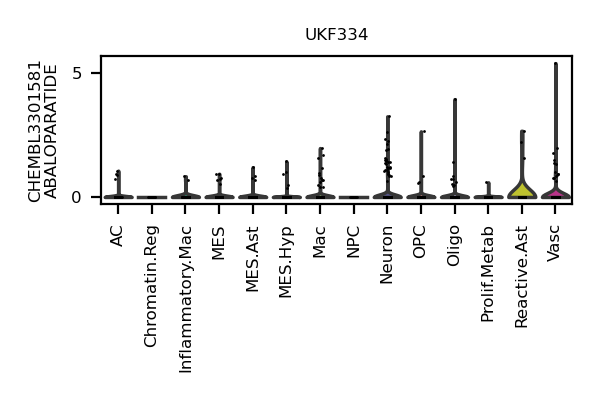 UKF334
CHEMBL3301581
ABALOPARATIDE
5
0
AC
Chromatin.Reg
Inflammatory.Mac
MES
MES.Ast
MES.Hyp
Mac
NPC
Neuron
OPC
Oligo
Prolif.Metab
Reactive.Ast
Vasc